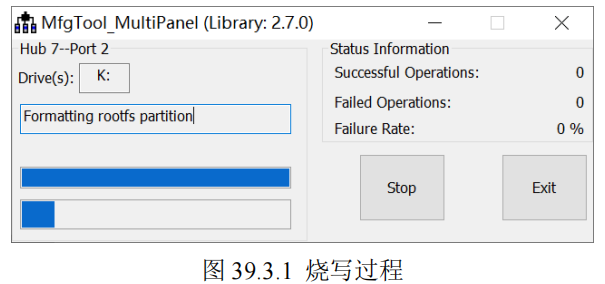 MfgTool_MultiPanel (Library: 2.7.0)
Hub 7--Port 2
Drive(s): K:
Formatting rootfs partition
Status Information
Successful Operations: 0
Failed Operations: 0
Failure Rate: 0 %
Stop Exit
图 39.3.1 烧写过程